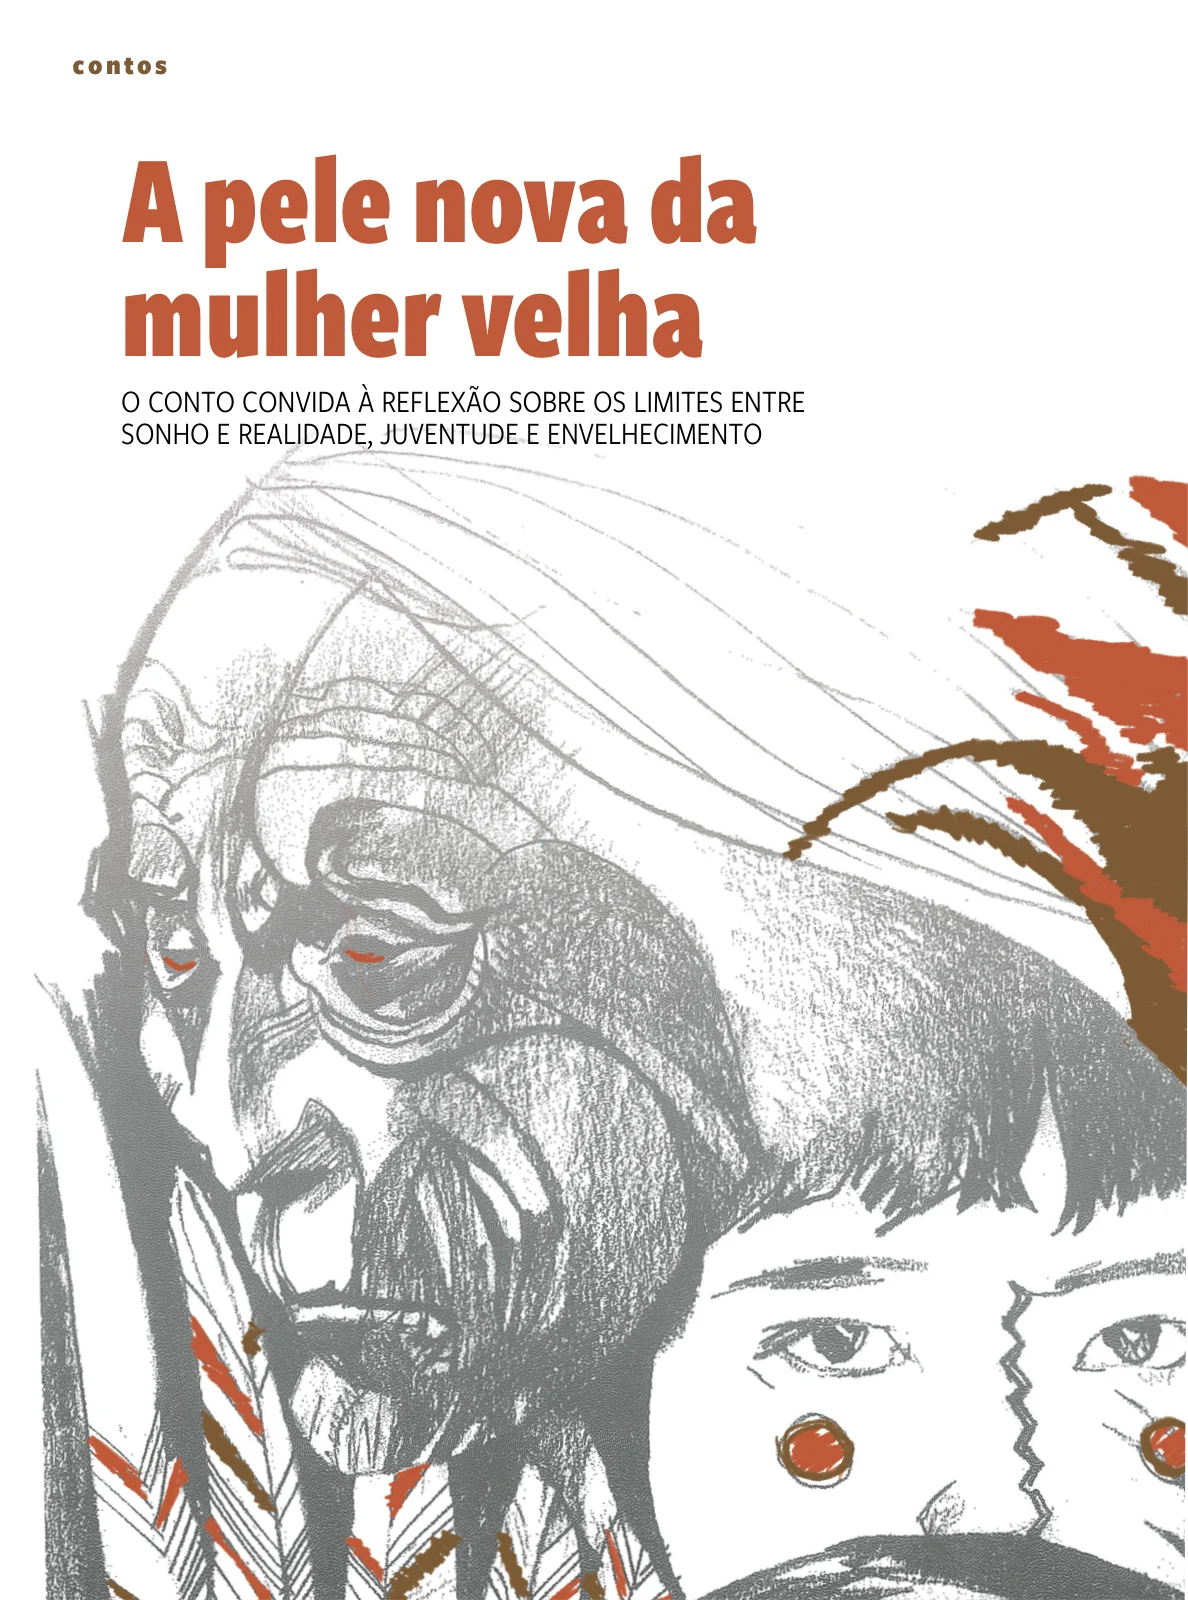 contos
A pele nova da
mulher velha
O CONTO CONVIDA À REFLEXÃO SOBRE OS LIMITES ENTRE
SONHO E REALIDADE, JUVENTUDE E ENVELHECIMENTO